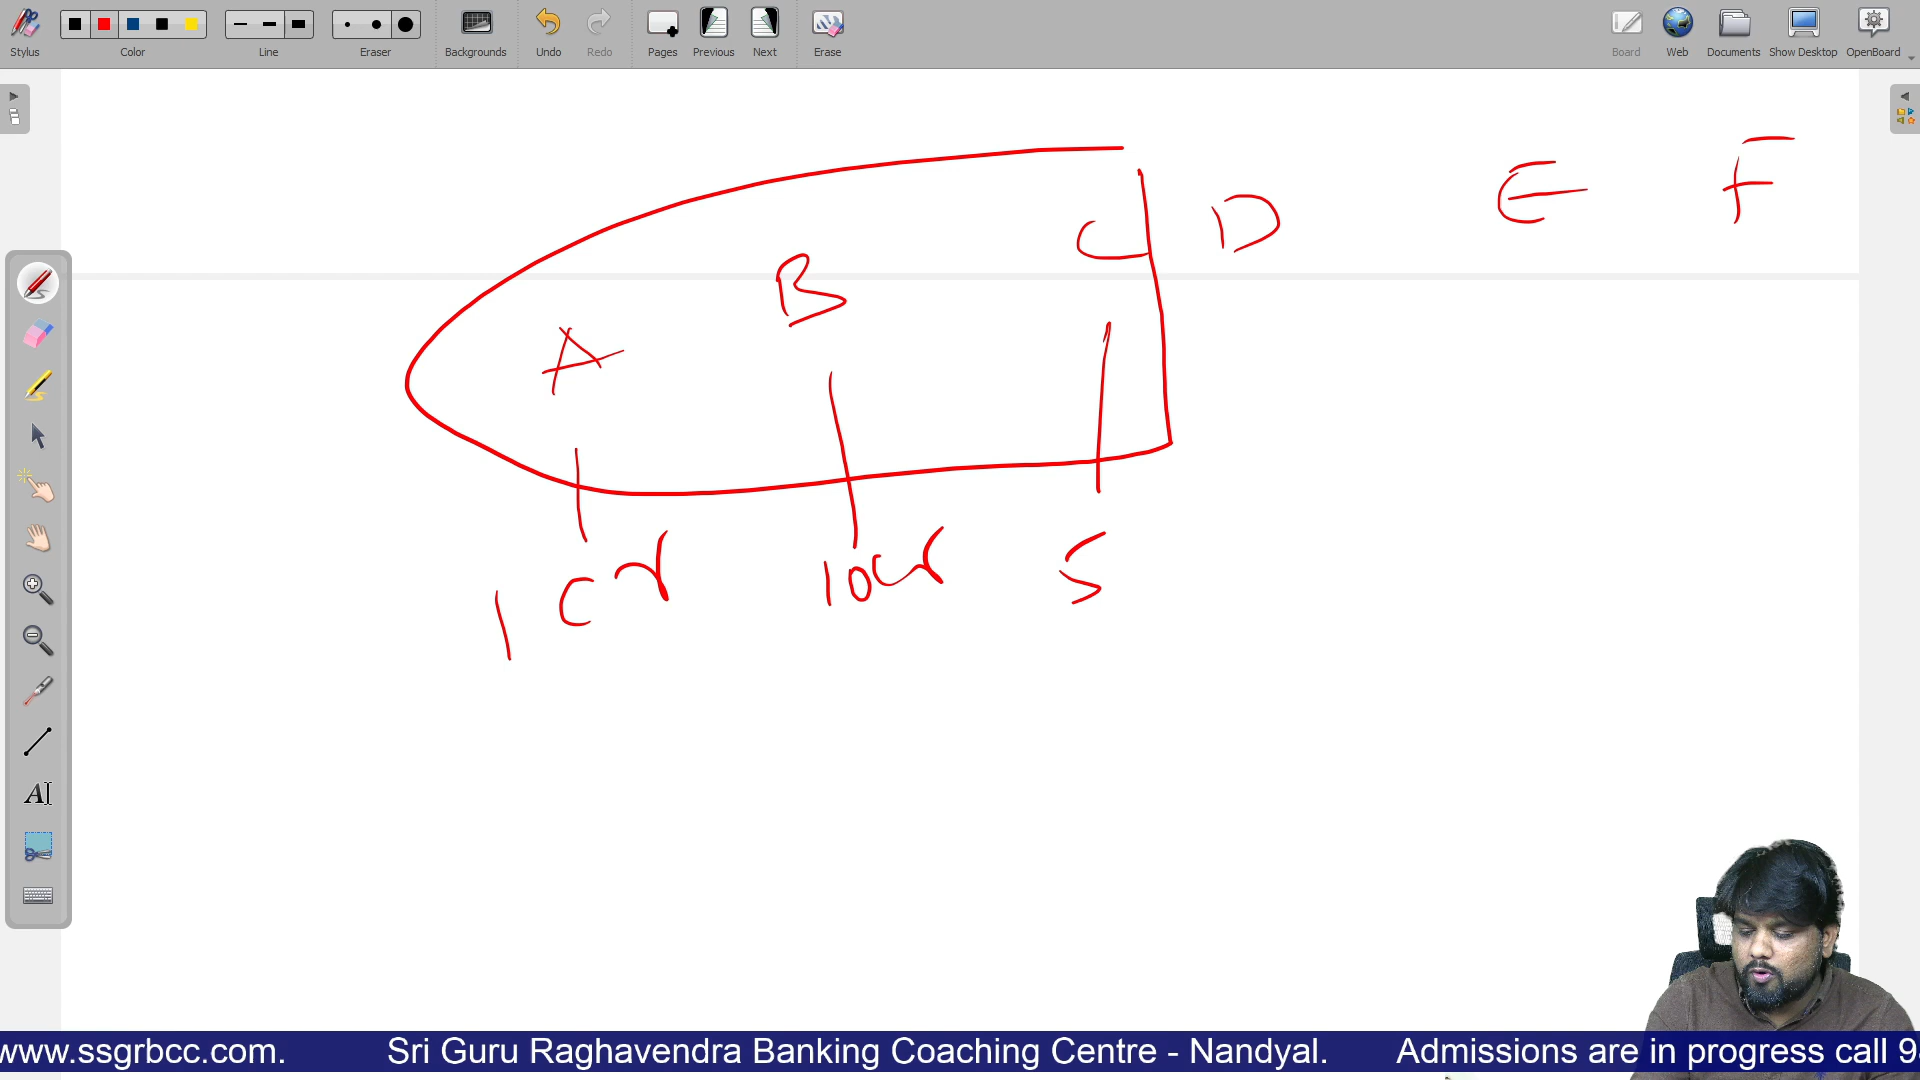 Stylus Color Line Eraser Backgrounds Undo Redo Pages Previous Next Erase Board Web Documents Show Desktop OpenBoard
A B C D E F
1 cr 10cr 5
www.ssgrbcc.com. Sri Guru Raghavendra Banking Coaching Centre - Nandyal. Admissions are in progress call 9